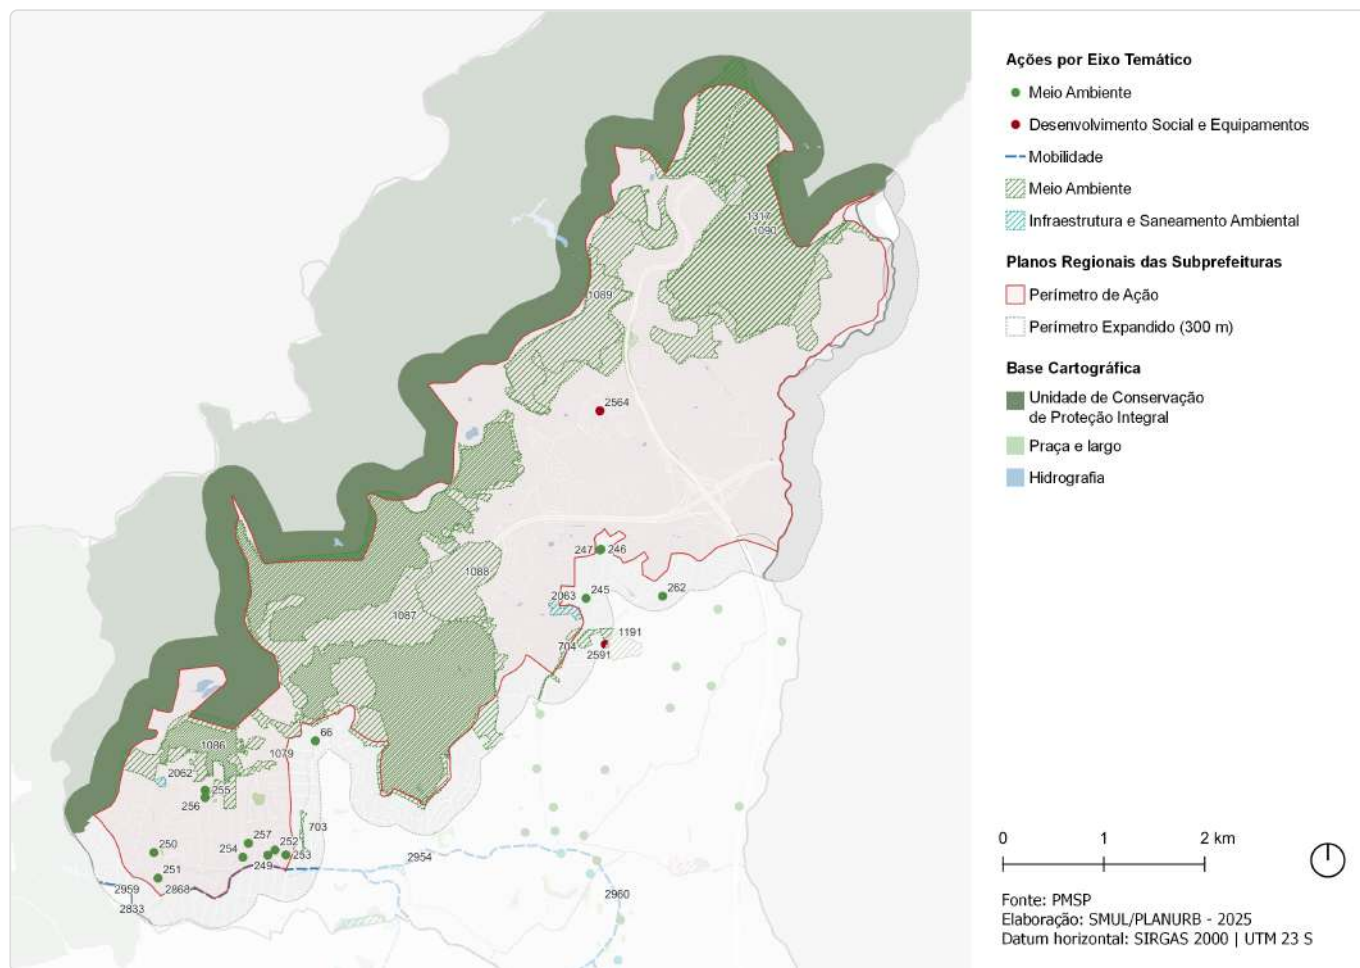 Ações por Eixo Temático
Meio Ambiente
Desenvolvimento Social e Equipamentos
Mobilidade
Meio Ambiente
Infraestrutura e Saneamento Ambiental
Planos Regionais das Subprefeituras
Perímetro de Ação
Perímetro Expandido (300 m)
Base Cartográfica
Unidade de Conservação
de Proteção Integral
Praça e largo
Hidrografia
1317
1090
1089
2564
247
246
1088
2063
245
262
1087
1191
704
2591
66
1086
1079
2062
255
256
257
252
703
250
254
249
253
251
2954
2959
2868
2960
2833
0 1 2 km
Fonte: PMSP
Elaboração: SMUL/PLANURB - 2025
Datum horizontal: SIRGAS 2000 | UTM 23 S